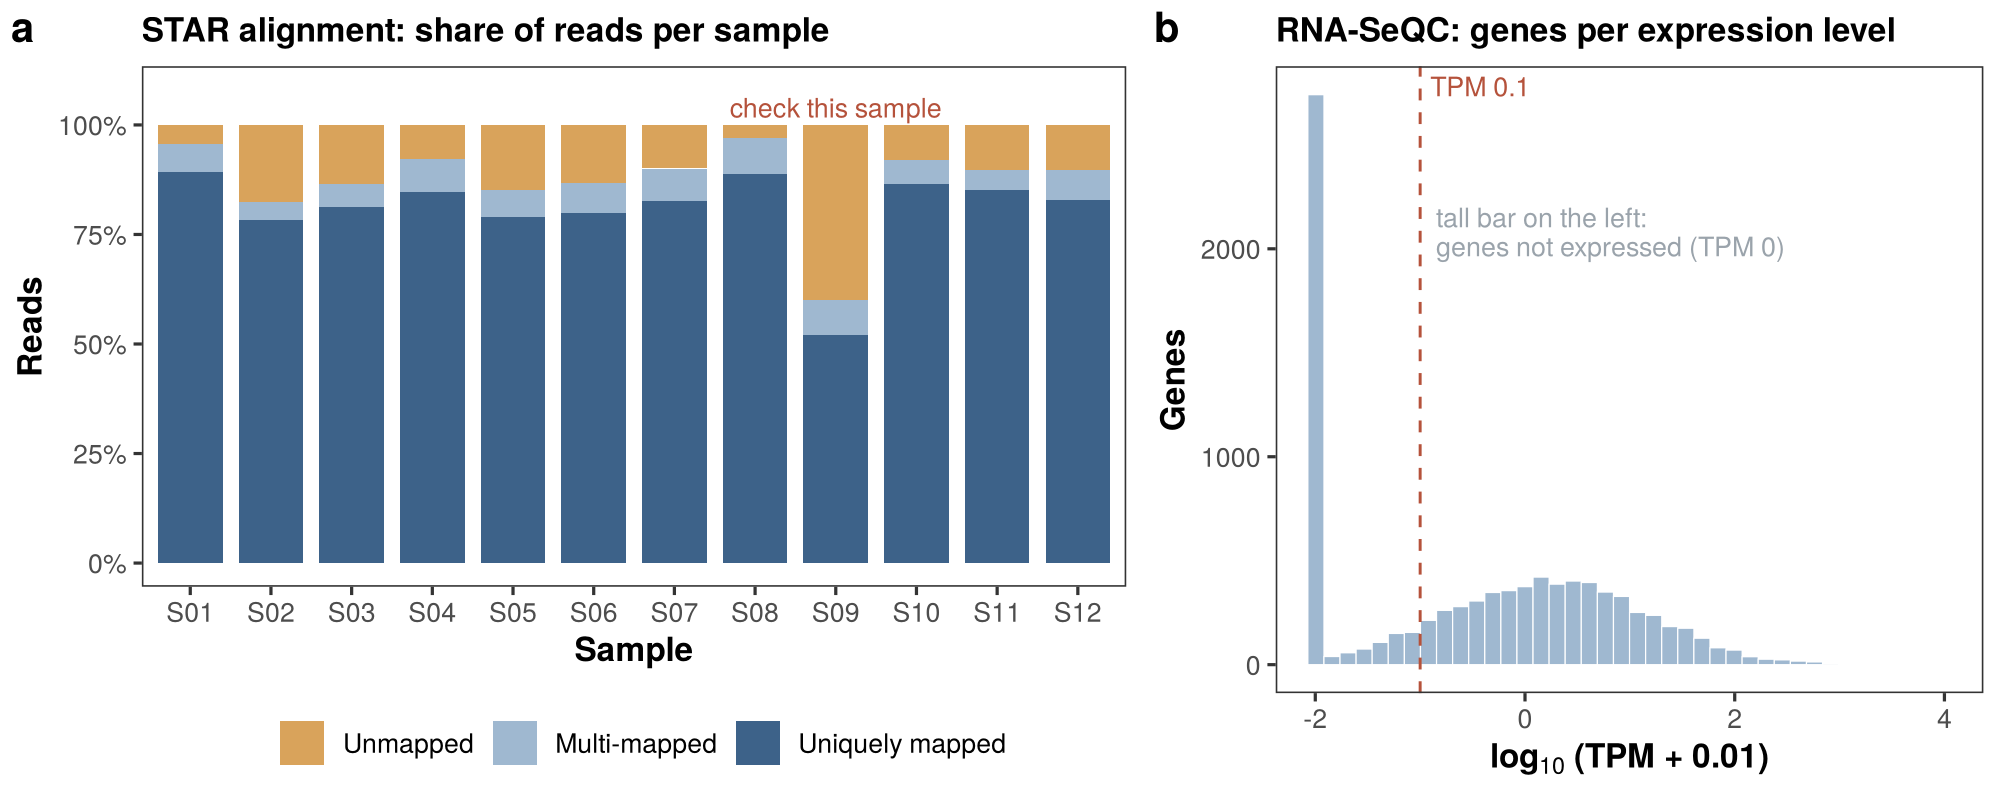 a
STAR alignment: share of reads per sample
check this sample
100%
75%
50%
25%
0%
Reads
S01 S02 S03 S04 S05 S06 S07 S08 S09 S10 S11 S12
Sample
Unmapped Multi-mapped Uniquely mapped
b
RNA-SeQC: genes per expression level
TPM 0.1
tall bar on the left:
genes not expressed (TPM 0)
2000
1000
0
Genes
-2 0 2 4
log₁₀ (TPM + 0.01)